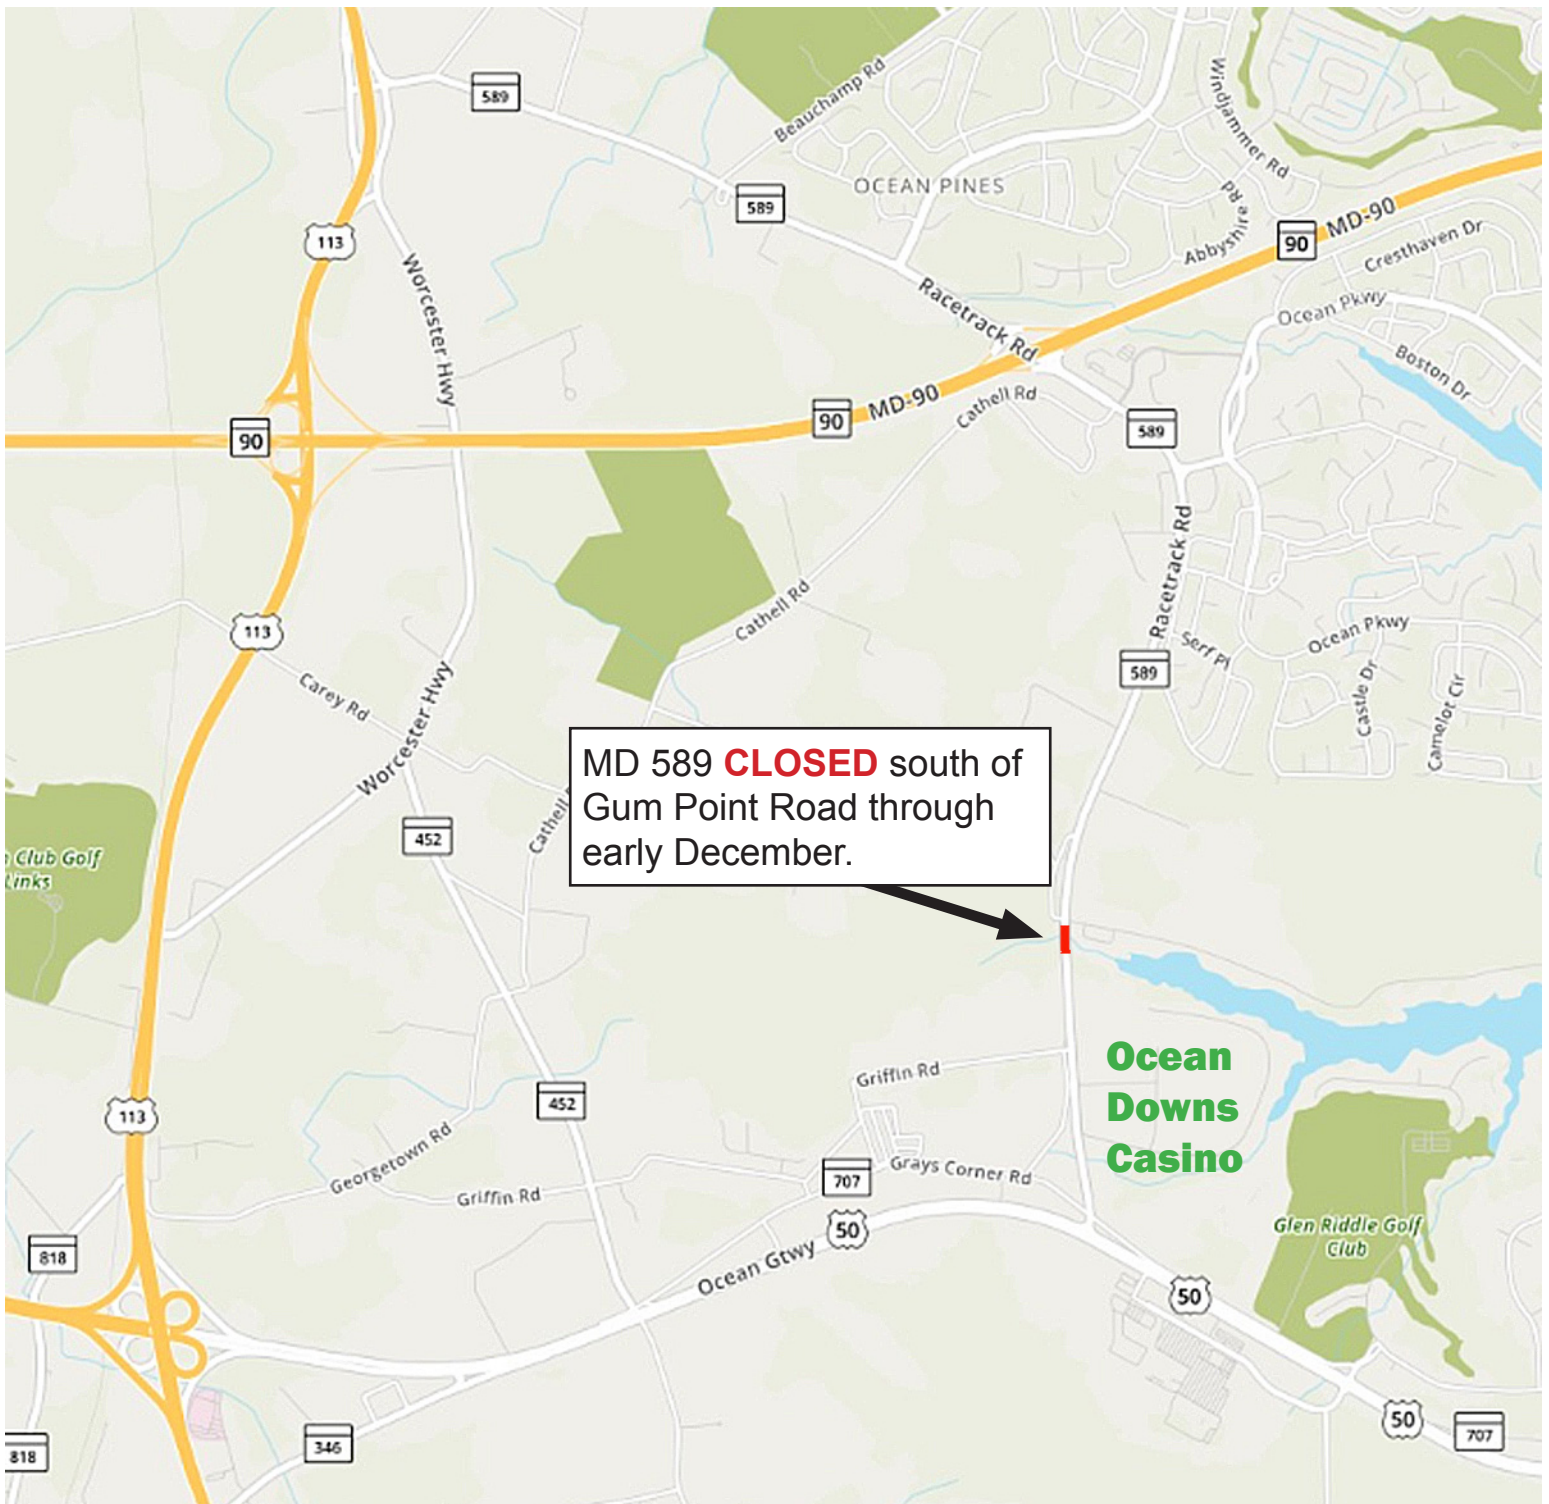 589
Beauchamp Rd
Windjammer Rd
OCEAN PINES
589
Abbyshire Rd
90
MD-90
113
Cresthaven Dr
Worcester Hwy
Racetrack Rd
Ocean Pkwy
Boston Dr
90
MD-90
Cathell Rd
90
589
Racetrack Rd
Cathell Rd
113
Ocean Pkwy
Serf Pl
589
Carey Rd
Worcester Hwy
Castle Dr
Camelot Cir
MD 589 CLOSED south of
Gum Point Road through
early December.
Cathell
452
Club Golf
Links
Ocean
Downs
Casino
Griffin Rd
452
113
Georgetown Rd
Griffin Rd
707
Grays Corner Rd
50
Glen Riddle Golf
Club
818
Ocean Gtwy
50
50
707
346
818